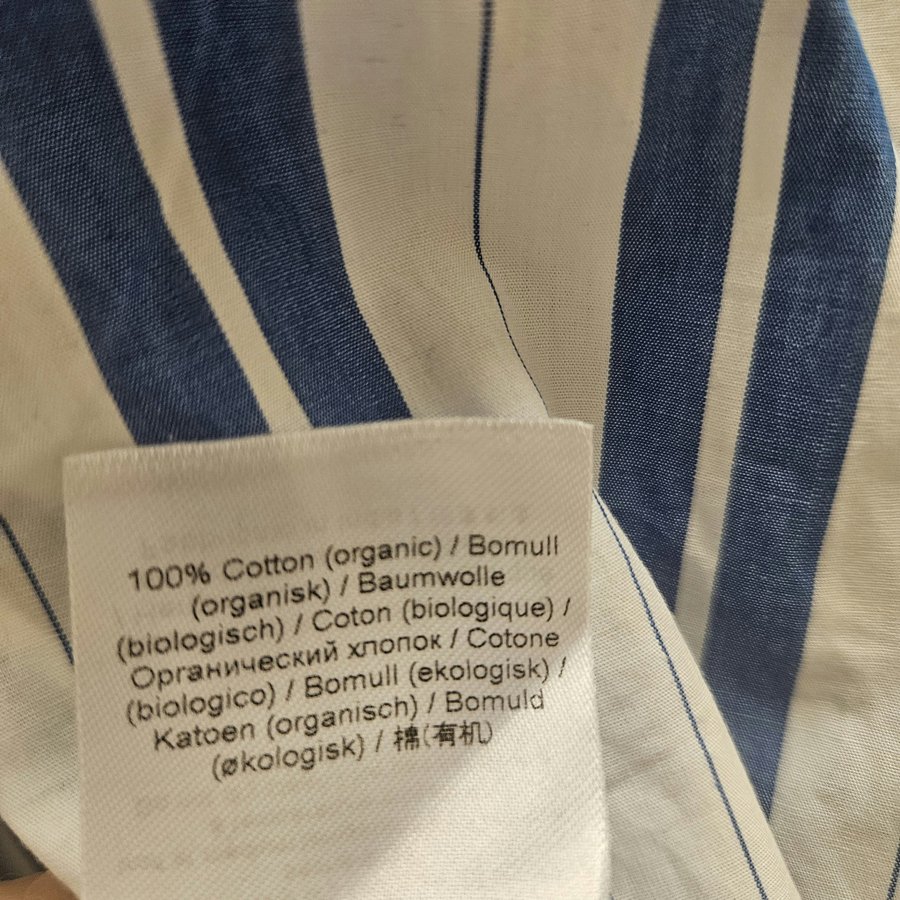 100% Cotton (organic) / Bomull
(organisk) / Baumwolle
(biologisch) / Coton (biologique) /
Органический хлопок / Cotone
(biologico) / Bomull (ekologisk) /
Katoen (organisch) / Bomuld
(økologisk) / 棉(有机)